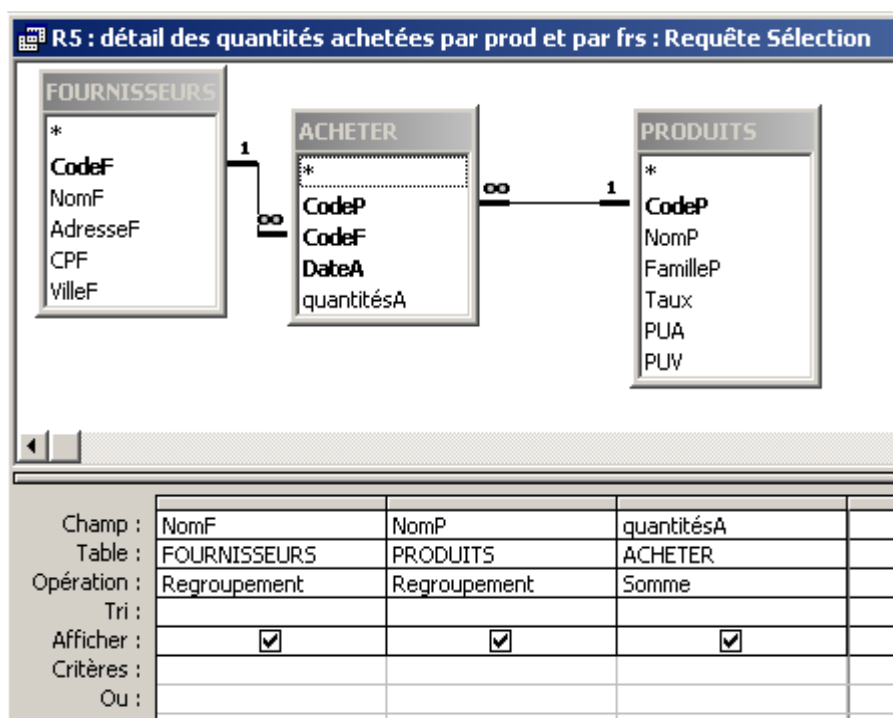 R5 : détail des quantités achetées par prod et par frs : Requête Sélection
FOURNISSEURS
*
CodeF
NomF
AdresseF
CPF
VilleF
1
∞
ACHETER
*
CodeP
CodeF
DateA
quantitésA
∞
1
PRODUITS
*
CodeP
NomP
FamilleP
Taux
PUA
PUV
Champ : NomF NomP quantitésA
Table : FOURNISSEURS PRODUITS ACHETER
Opération : Regroupement Regroupement Somme
Tri :
Afficher :
Critères :
Ou :